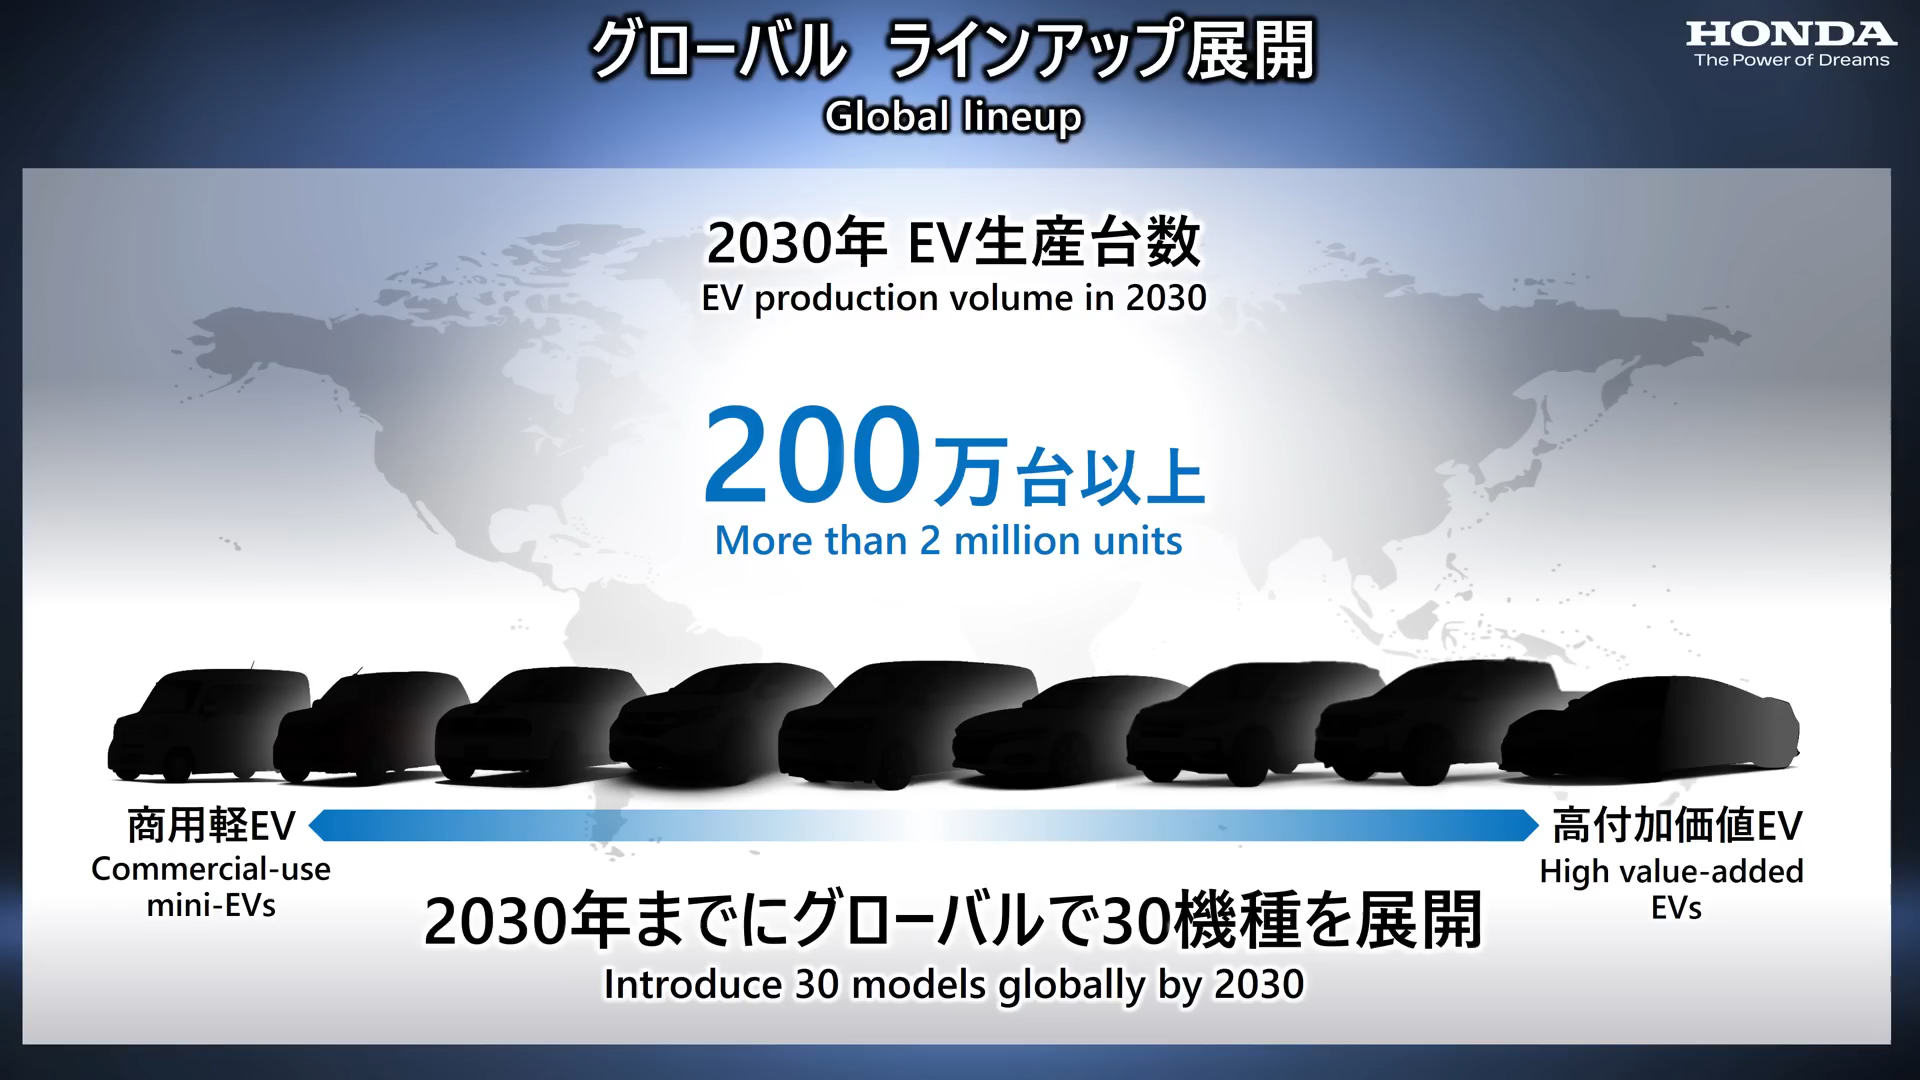 グローバル ラインアップ展開
Global lineup
HONDA
The Power of Dreams
2030年 EV生産台数
EV production volume in 2030
200万台以上
More than 2 million units
商用軽EV
Commercial-use
mini-EVs
高付加価値EV
High value-added
EVs
2030年までにグローバルで30機種を展開
Introduce 30 models globally by 2030